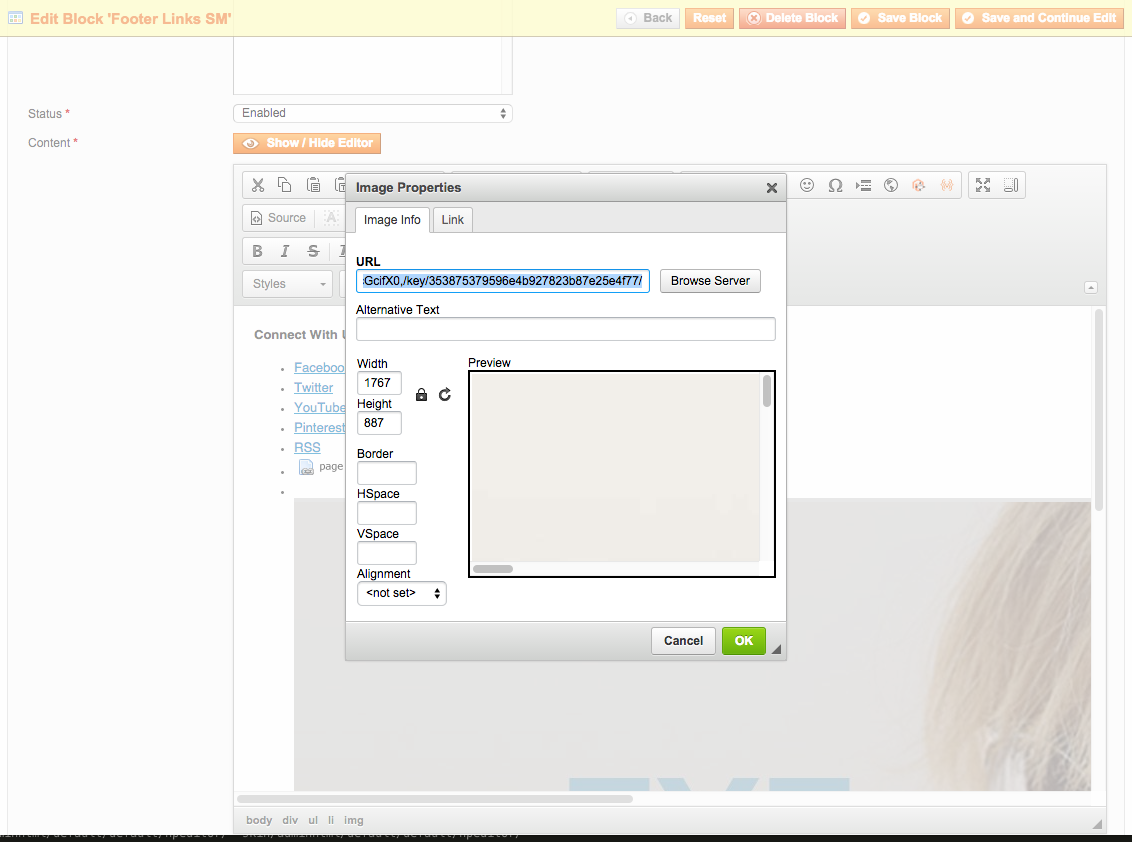 Edit Block 'Footer Links SM'
Back Reset Delete Block Save Block Save and Continue Edit
Status * Enabled
Content * Show / Hide Editor
Image Properties
Source
Image Info Link
Styles
URL
GcifX0,/key/353875379596e4b927823b87e25e4f77/ Browse Server
Alternative Text
Connect With
Width
1767
Height
887
Border
HSpace
VSpace
Alignment
<not set>
Preview
Faceboo
Twitter
YouTube
Pinterest
RSS
page
Cancel OK
body div ul li img